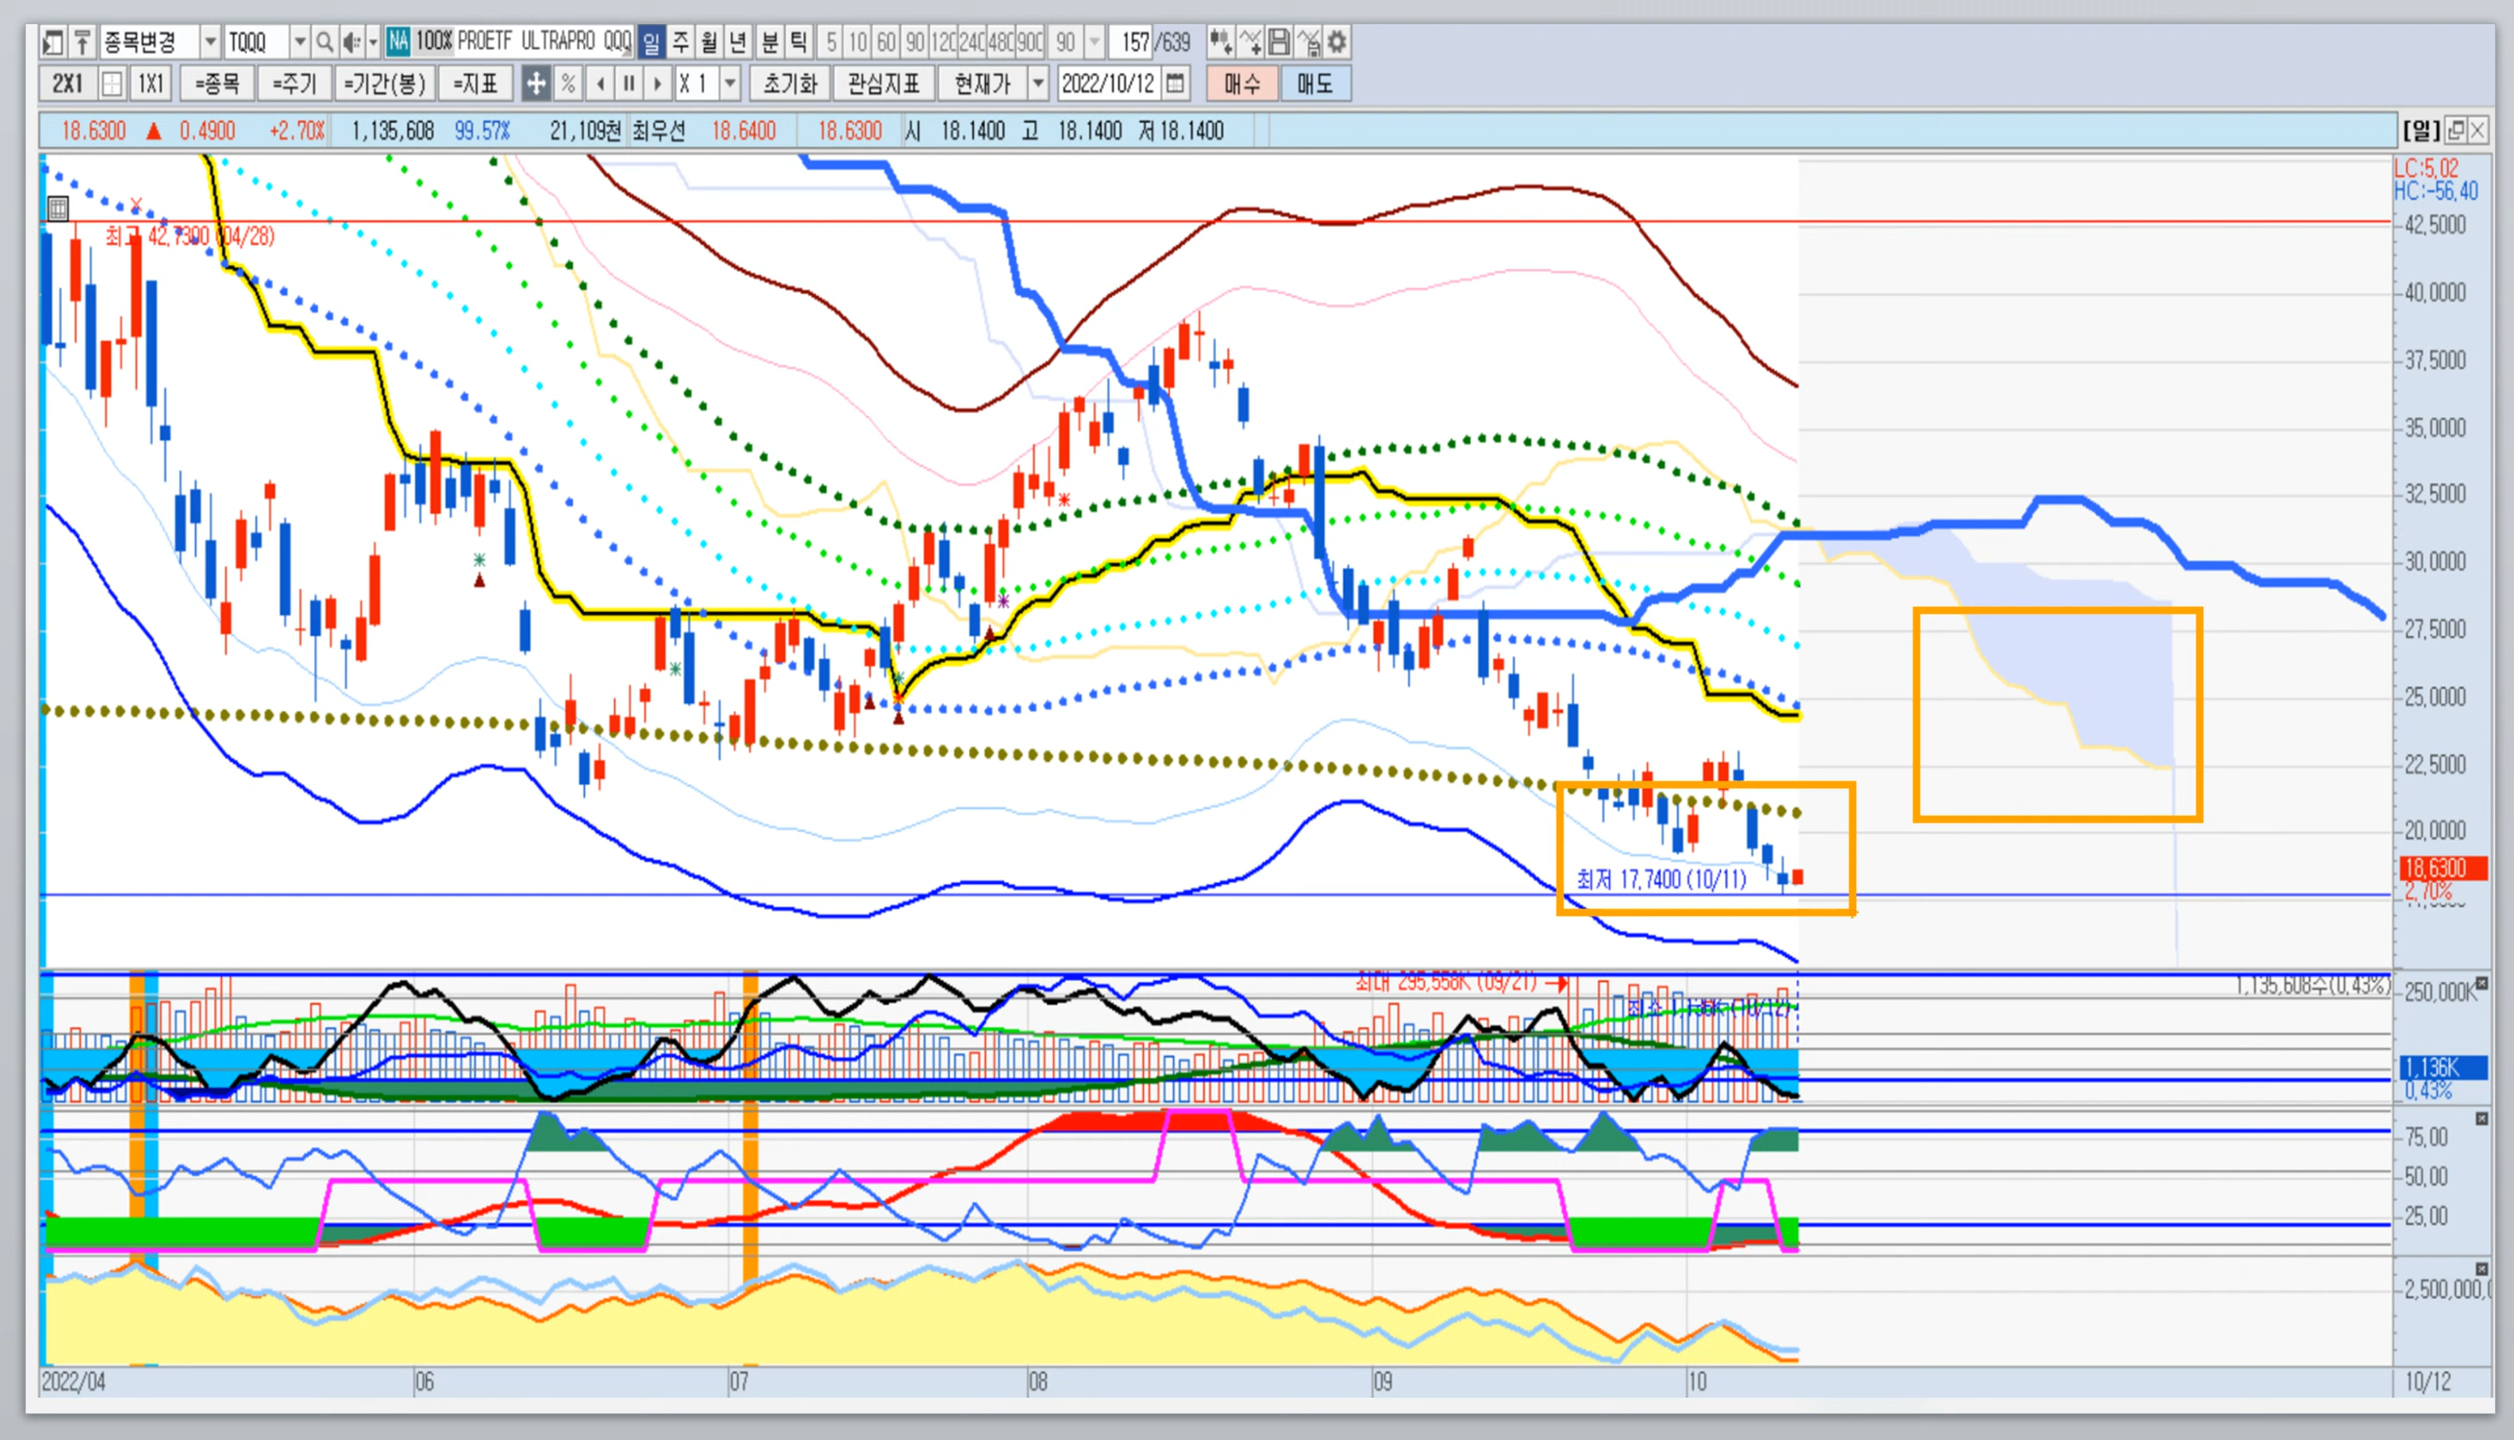 종목변경 TQQQ NA 100% PROETF ULTRAPRO QQQ 일 주 월 년 분 틱 5 10 60 90 120 240 480 900 90 157 /639
2X1 1X1 =종목 =주기 =기간(봉) =지표 % X 1 초기화 관심지표 현재가 2022/10/12 매수 매도
18.6300 ▲ 0.4900 +2.70% 1,135,608 99.57% 21,109천 최우선 18.6400 18.6300 시 18.1400 고 18.1400 저 18.1400 [일]
LC:5,02
HC:-56,40
최고 42,7300 (04/28)
42,5000
40,0000
37,5000
35,0000
32,5000
30,0000
27,5000
25,0000
22,5000
20,0000
18,6300
2,70%
최저 17,7400 (10/11)
최대 295,558K (09/21)
1,135,608주(0,43%)
250,000K
1,136K
0,43%
75,00
50,00
25,00
2022/04 06 07 08 09 10 10/12